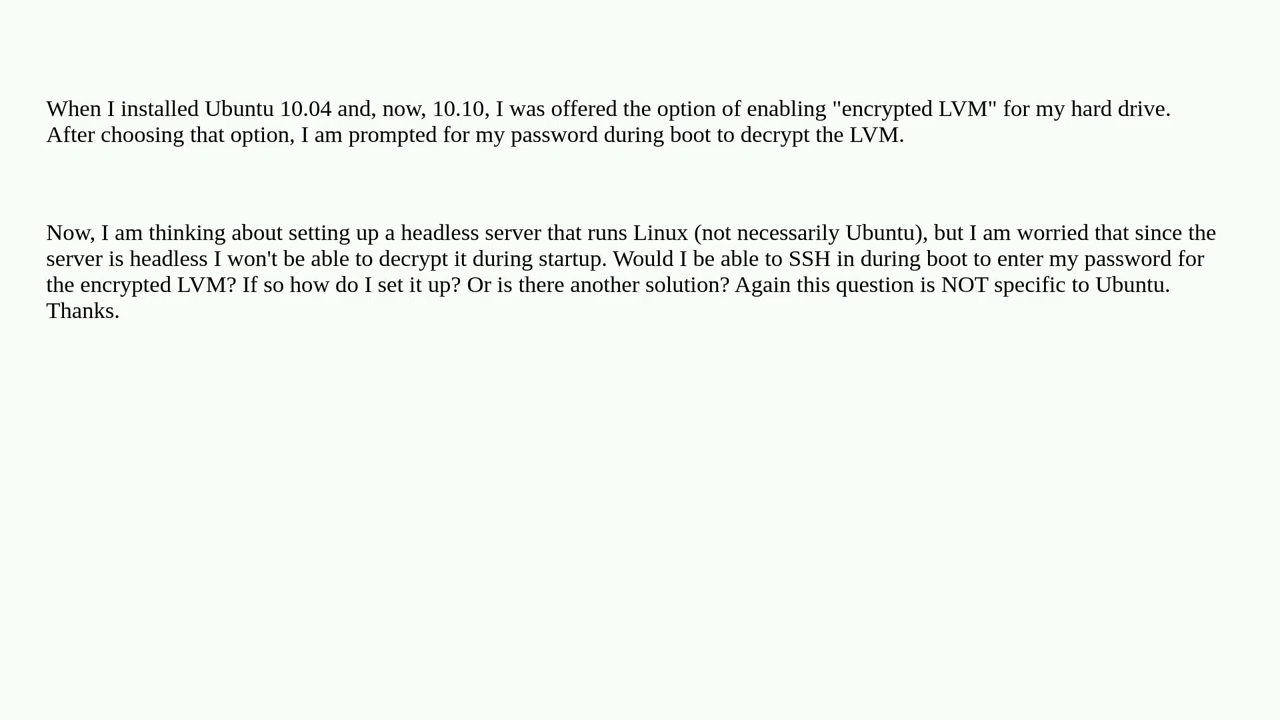 When I installed Ubuntu 10.04 and, now, 10.10, I was offered the option of enabling "encrypted LVM" for my hard drive.
After choosing that option, I am prompted for my password during boot to decrypt the LVM.
Now, I am thinking about setting up a headless server that runs Linux (not necessarily Ubuntu), but I am worried that since the
server is headless I won't be able to decrypt it during startup. Would I be able to SSH in during boot to enter my password for
the encrypted LVM? If so how do I set it up? Or is there another solution? Again this question is NOT specific to Ubuntu.
Thanks.